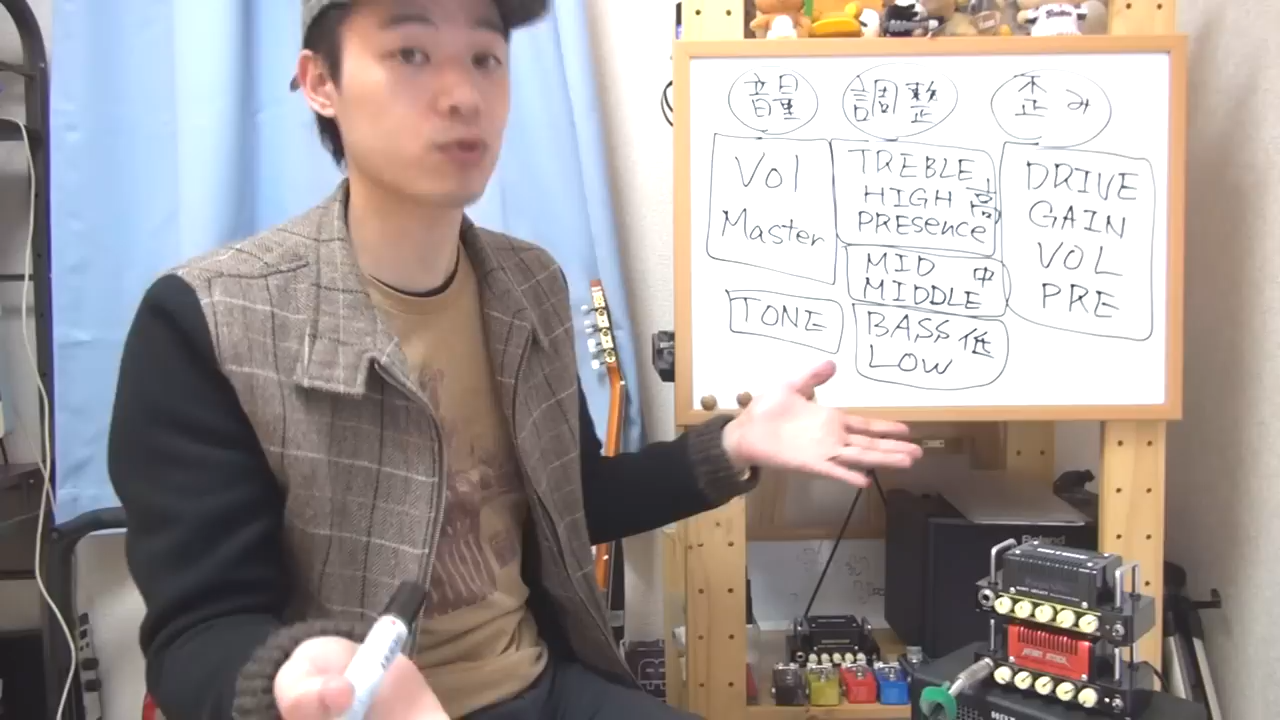 音量
調整
歪み
Vol
Master
TREBLE
HIGH 高
PRESence
MID 中
MIDDLE
BASS 低
LOW
TONE
DRIVE
GAIN
VOL
PRE
Roland